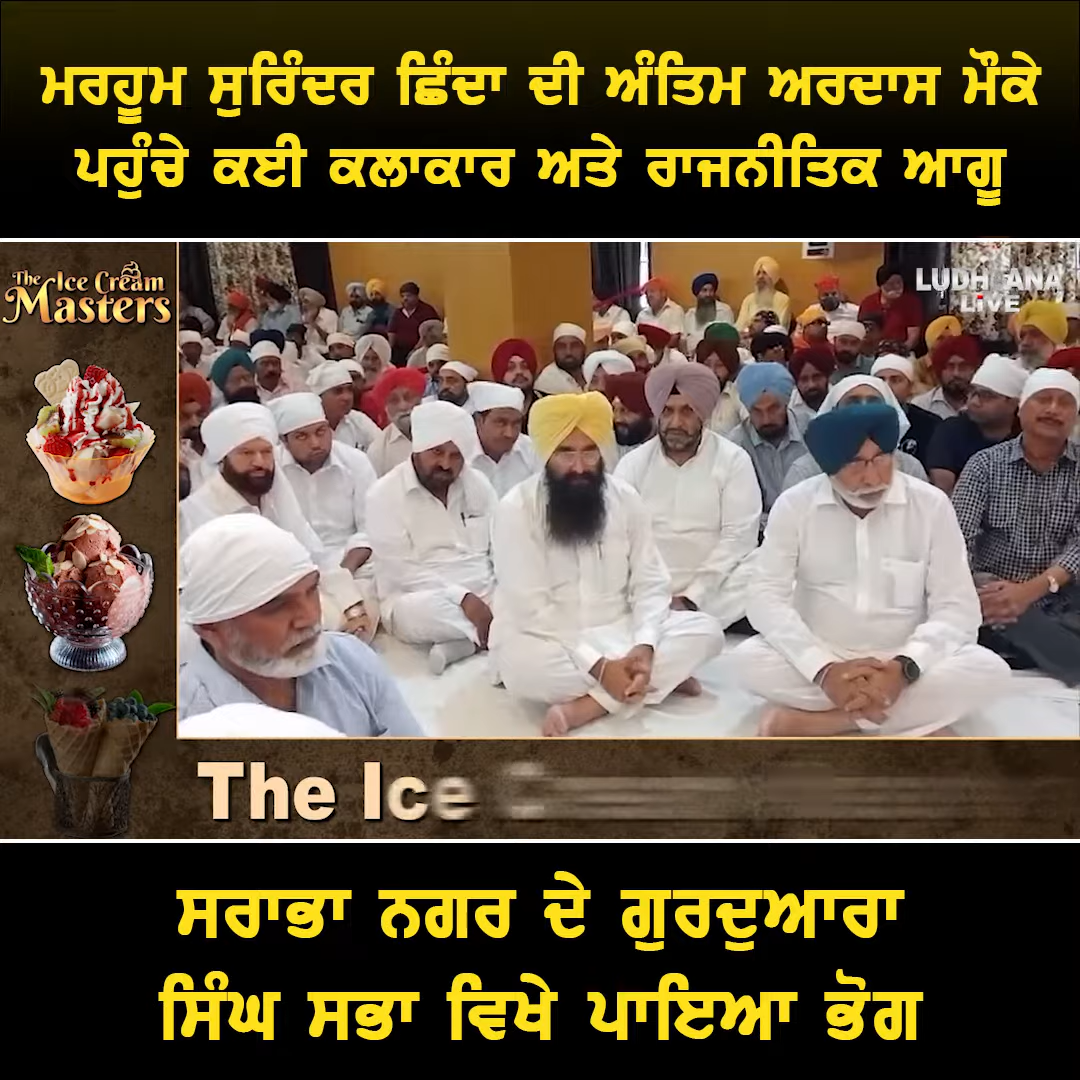 ਮਰਹੂਮ ਸੁਰਿੰਦਰ ਛਿੰਦਾ ਦੀ ਅੰਤਿਮ ਅਰਦਾਸ ਮੌਕੇ
ਪਹੁੰਚੇ ਕਈ ਕਲਾਕਾਰ ਅਤੇ ਰਾਜਨੀਤਿਕ ਆਗੂ
The Ice Cream
Masters
LUDHIANA
LIVE
The Ice
ਸਰਾਭਾ ਨਗਰ ਦੇ ਗੁਰਦੁਆਰਾ
ਸਿੰਘ ਸਭਾ ਵਿਖੇ ਪਾਇਆ ਭੋਗ